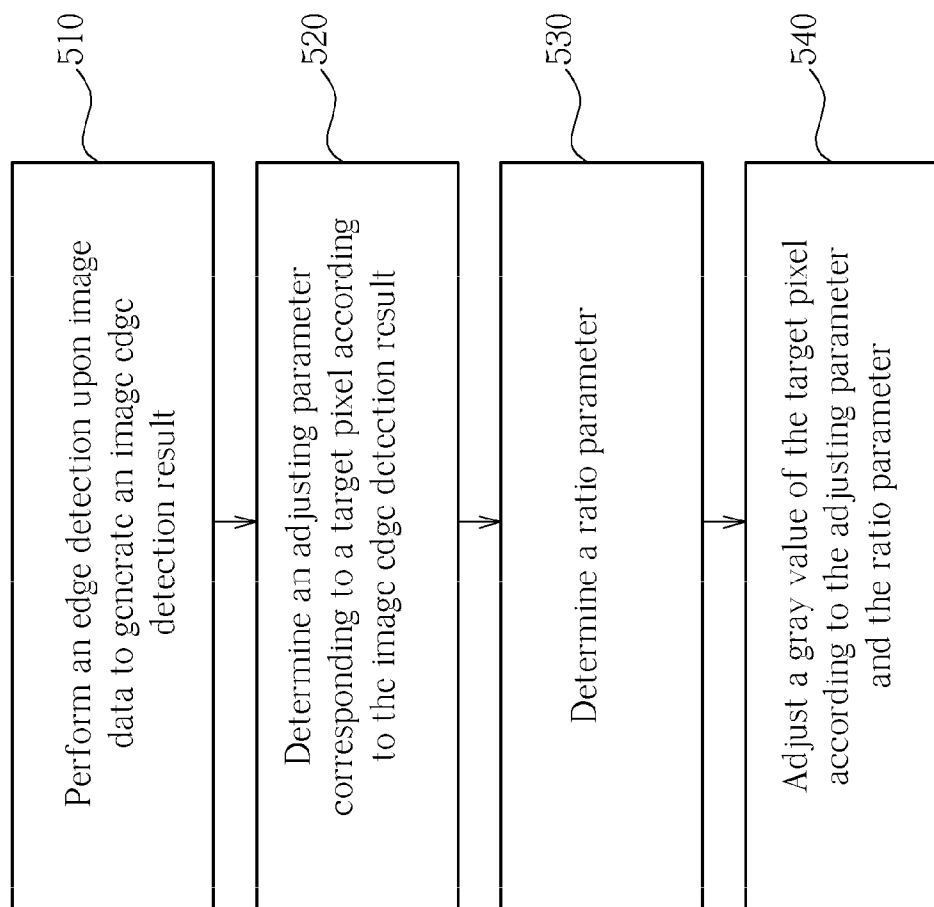 Perform an edge detection upon image
data to generate an image edge
detection result
510
Determine an adjusting parameter
corresponding to a target pixel according
to the image edge detection result
520
Determine a ratio parameter
530
Adjust a gray value of the target pixel
according to the adjusting parameter
and the ratio parameter
540